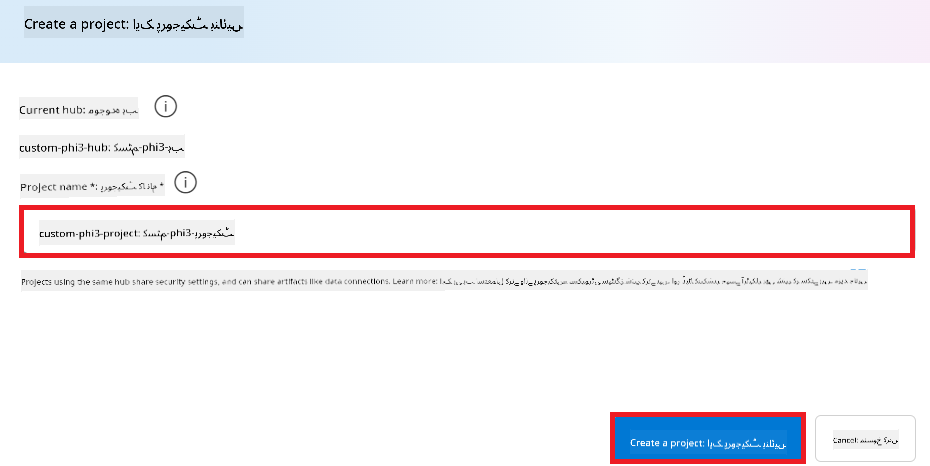 Create a project: ایک پروجیکٹ بنائیں
Current hub: موجودہ ہب
custom-phi3-hub: کسٹم-phi3-ہب
Project name *: پروجیکٹ کا نام *
custom-phi3-project: کسٹم-phi3-پروجیکٹ
Projects using the same hub share security settings, and can share artifacts like data connections. Learn more:
Create a project: ایک پروجیکٹ بنائیں
Cancel: منسوخ کریں